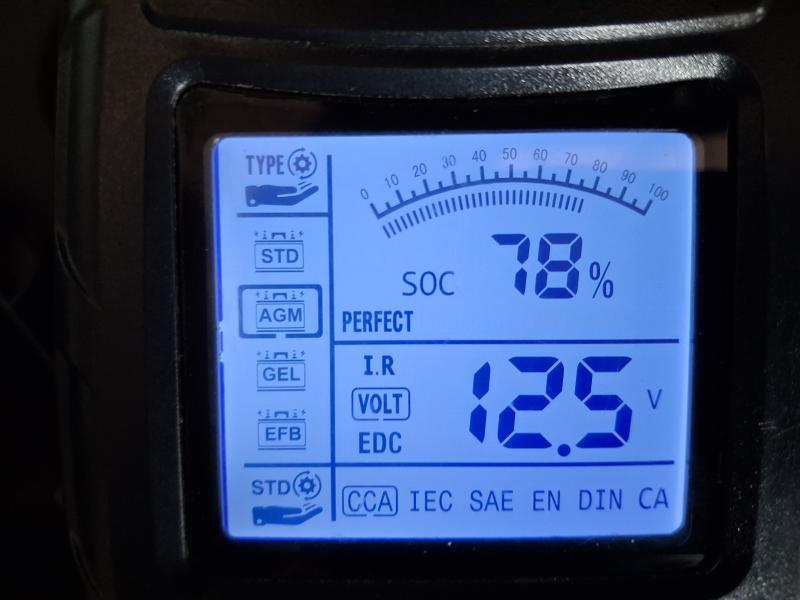 TYPE
STD
AGM
GEL
EFB
STD
0 10 20 30 40 50 60 70 80 90 100
SOC 78%
PERFECT
I.R
VOLT
EDC
12.5 V
CCA IEC SAE EN DIN CA